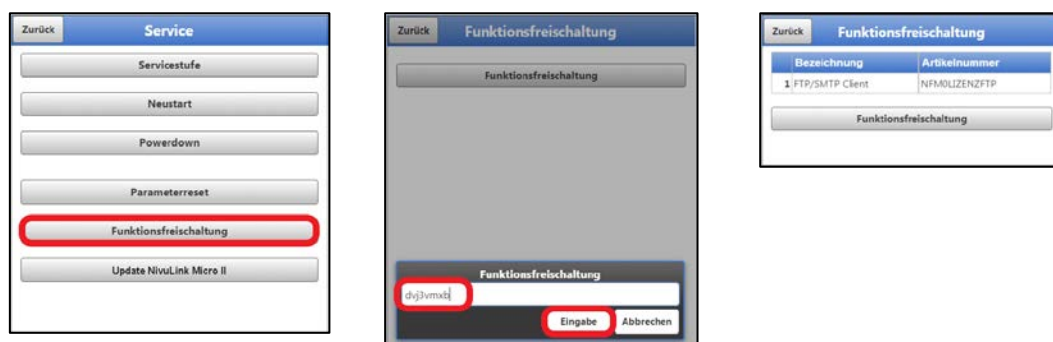 Zurück Service
Servicestufe
Neustart
Powerdown
Parameterreset
Funktionsfreischaltung
Update NivuLink Micro II
Zurück Funktionsfreischaltung
Funktionsfreischaltung
Funktionsfreischaltung
dvj3vmxb
Eingabe Abbrechen
Zurück Funktionsfreischaltung
Bezeichnung Artikelnummer
1 FTP/SMTP Client NFM0LIZENZFTP
Funktionsfreischaltung